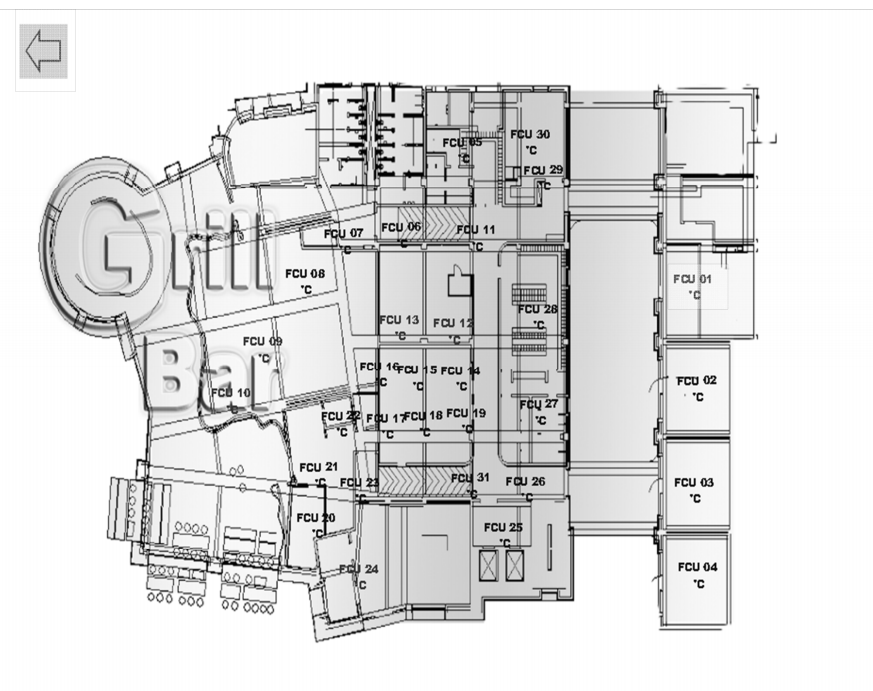 FCU 30
°C
FCU 05
°C
FCU 29
°C
Grill
FCU 07
°C
FCU 06
°C
FCU 11
°C
FCU 08
°C
FCU 01
°C
FCU 13
°C
FCU 12
°C
FCU 28
°C
FCU 09
°C
Bar
FCU 10
°C
FCU 16
°C
FCU 15
°C
FCU 14
°C
FCU 02
°C
FCU 22
°C
FCU 17
°C
FCU 18
°C
FCU 19
°C
FCU 27
°C
FCU 21
°C
FCU 23
°C
FCU 31
°C
FCU 26
°C
FCU 03
°C
FCU 20
°C
FCU 25
°C
FCU 24
°C
FCU 04
°C